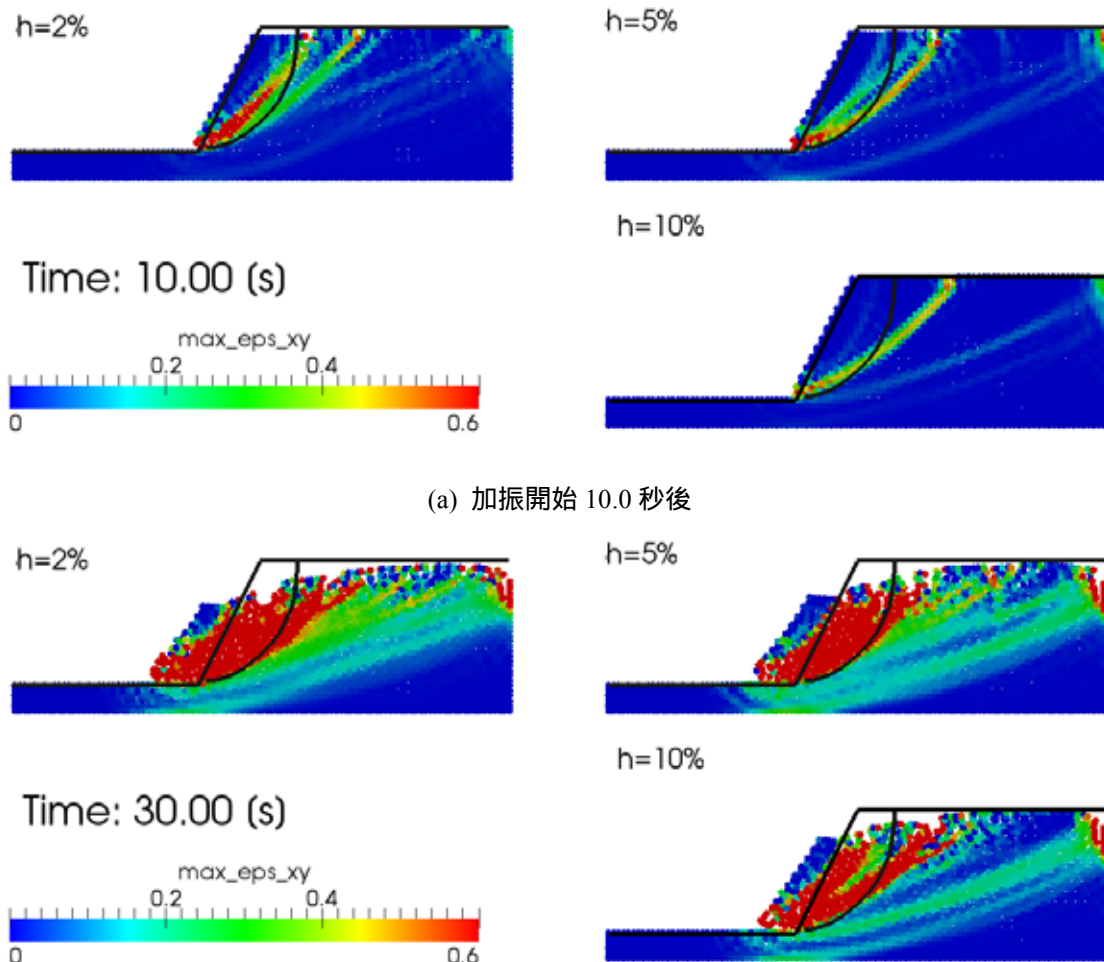 h=2%
h=5%
h=10%
Time: 10.00 (s)
max_eps_xy
0.2 0.4
0 0.6
(a) 加振開始 10.0 秒後
h=2%
h=5%
h=10%
Time: 30.00 (s)
max_eps_xy
0.2 0.4
0 0.6